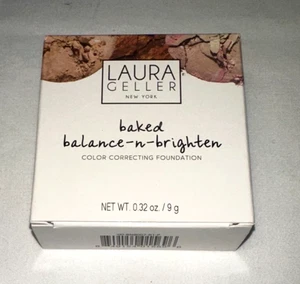 LAURA
GELLER
NEW YORK
baked
balance-n-brighten
COLOR CORRECTING FOUNDATION
NET WT. 0.32 oz. / 9 g